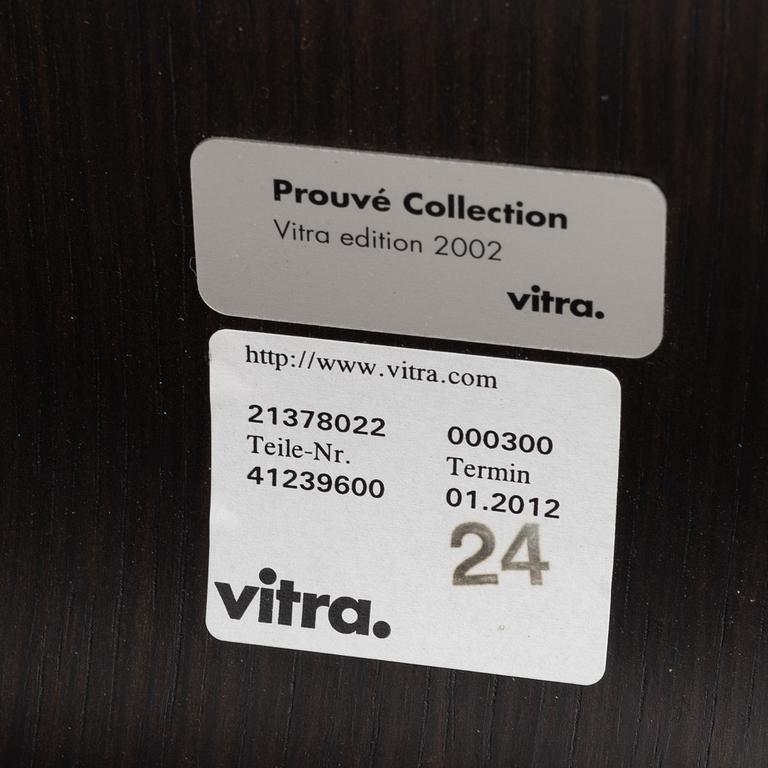 Prouvé Collection
Vitra edition 2002
vitra.
http://www.vitra.com
21378022 000300
Teile-Nr. Termin
41239600 01.2012
24
vitra.